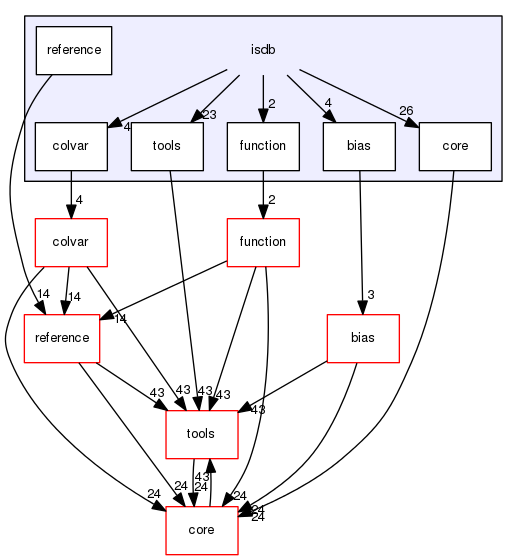 isdb
reference
4
23
2
4
26
colvar
tools
function
bias
core
4
2
colvar
function
14
14
14
3
reference
bias
43
43
43
43
43
tools
43
24
24
24
24
24
24
core